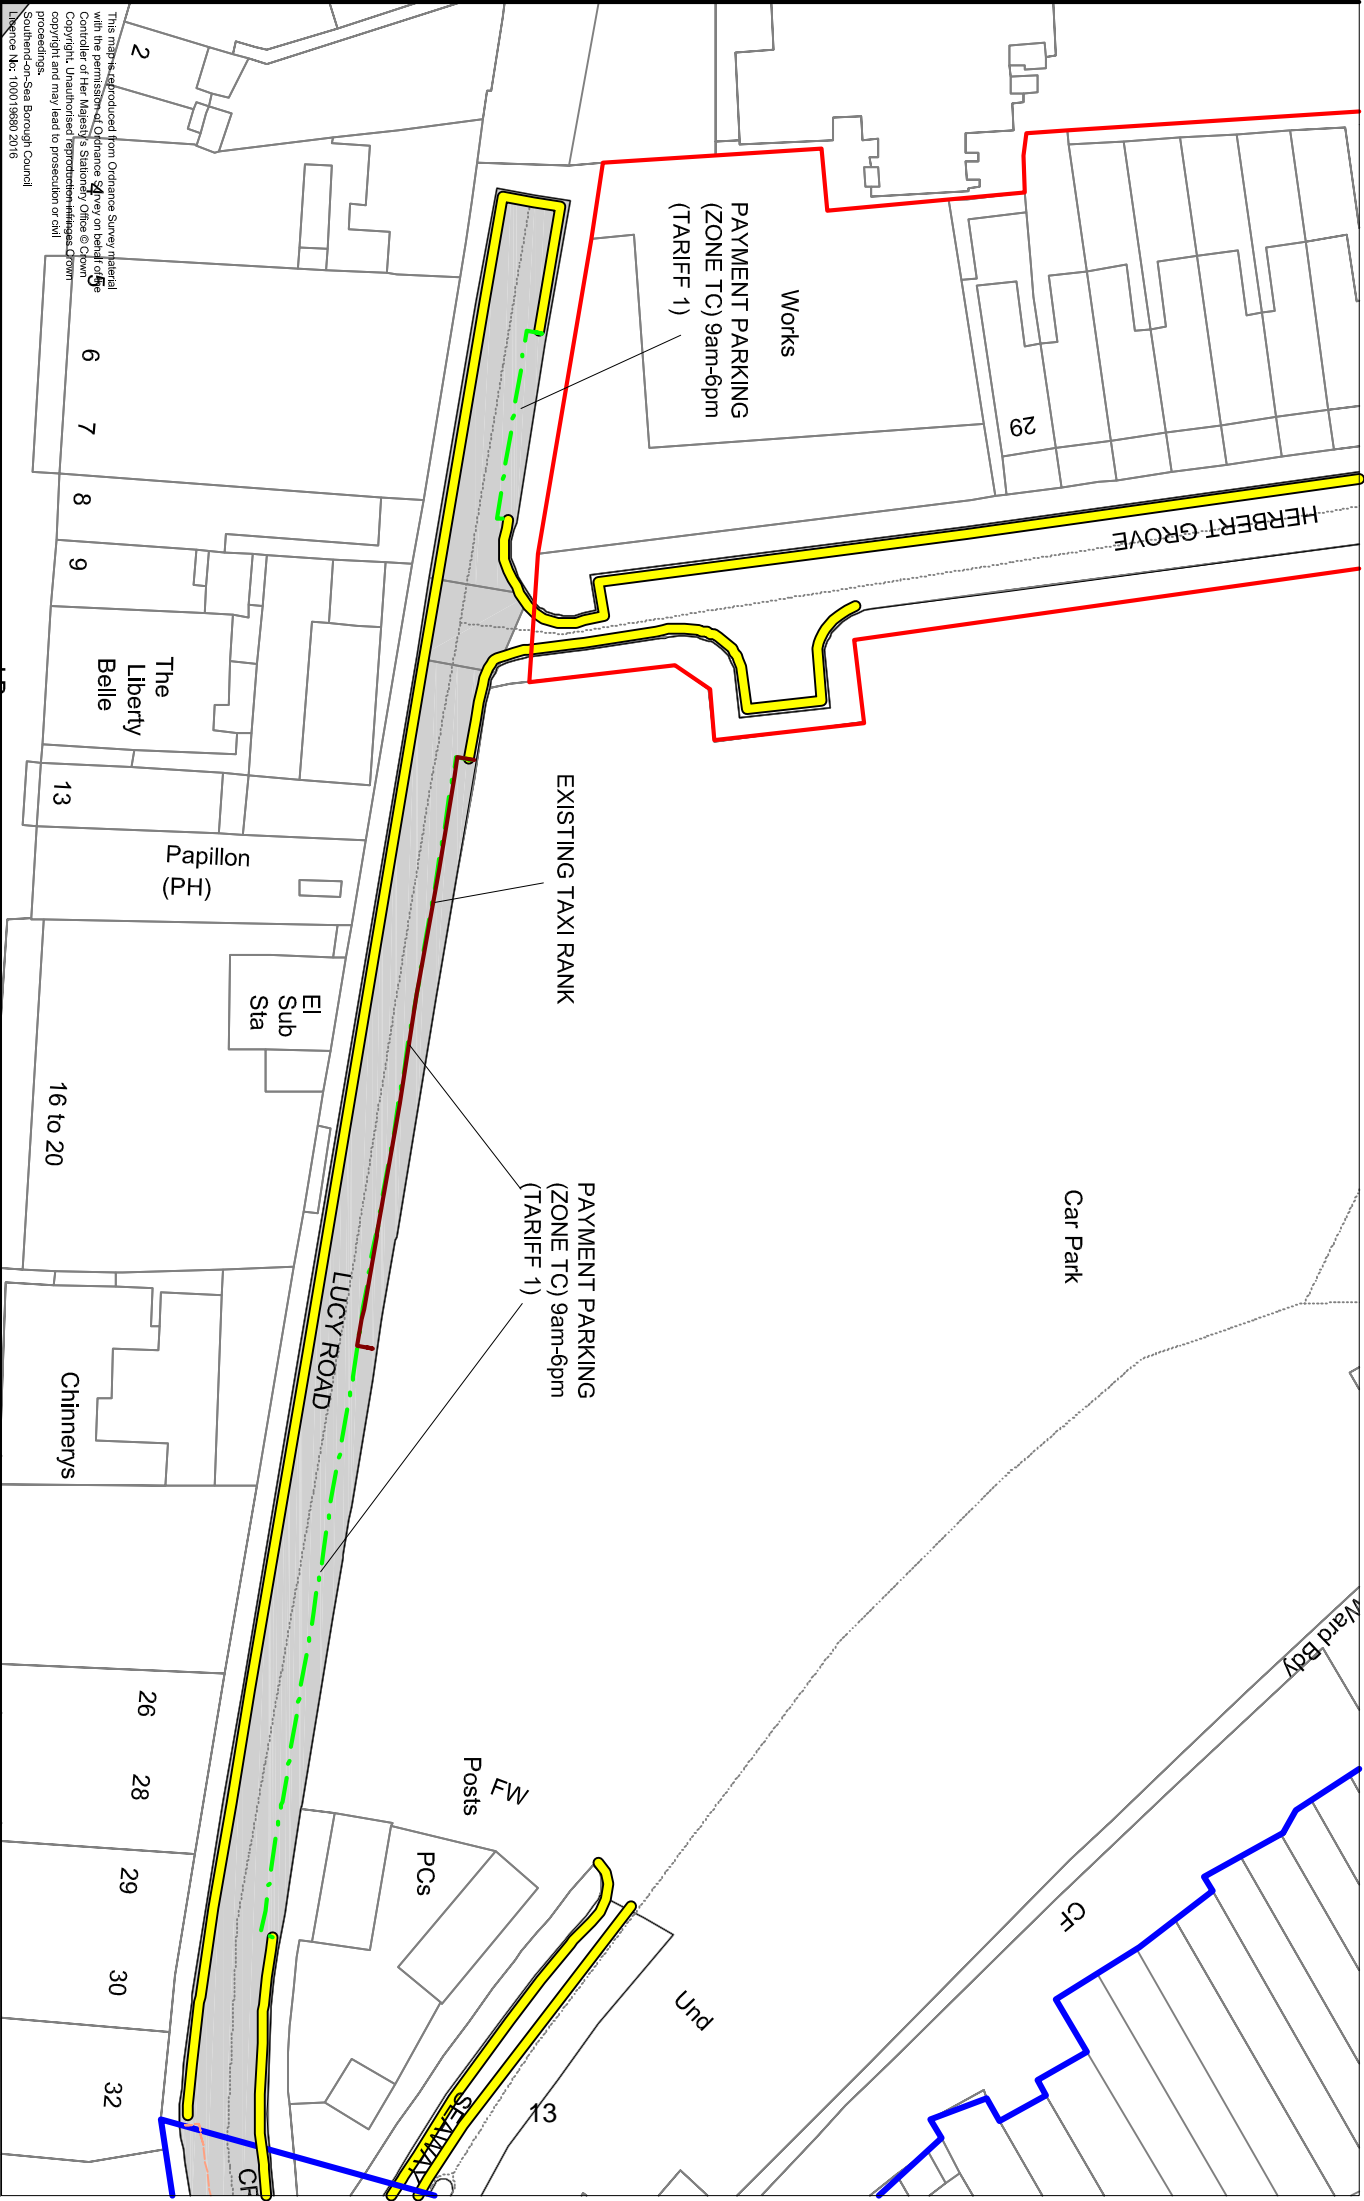 This map is reproduced from Ordnance Survey material
with the permission of Ordnance Survey on behalf of the
Controller of Her Majesty's Stationery Office © Crown
Copyright. Unauthorised reproduction infringes Crown
copyright and may lead to prosecution or civil
proceedings.
Southend-on-Sea Borough Council
Licence No: 100019680 2016
2
4
5
6
7
8
9
The
Liberty
Belle
13
Papillon
(PH)
El
Sub
Sta
16 to 20
Chinnerys
26
28
29
30
32
Works
PAYMENT PARKING
(ZONE TC) 9am-6pm
(TARIFF 1)
29
HERBERT GROVE
EXISTING TAXI RANK
PAYMENT PARKING
(ZONE TC) 9am-6pm
(TARIFF 1)
LUCY ROAD
Car Park
Ward Bdy
CH
FW
Posts
PCs
Und
13
SEAWAY